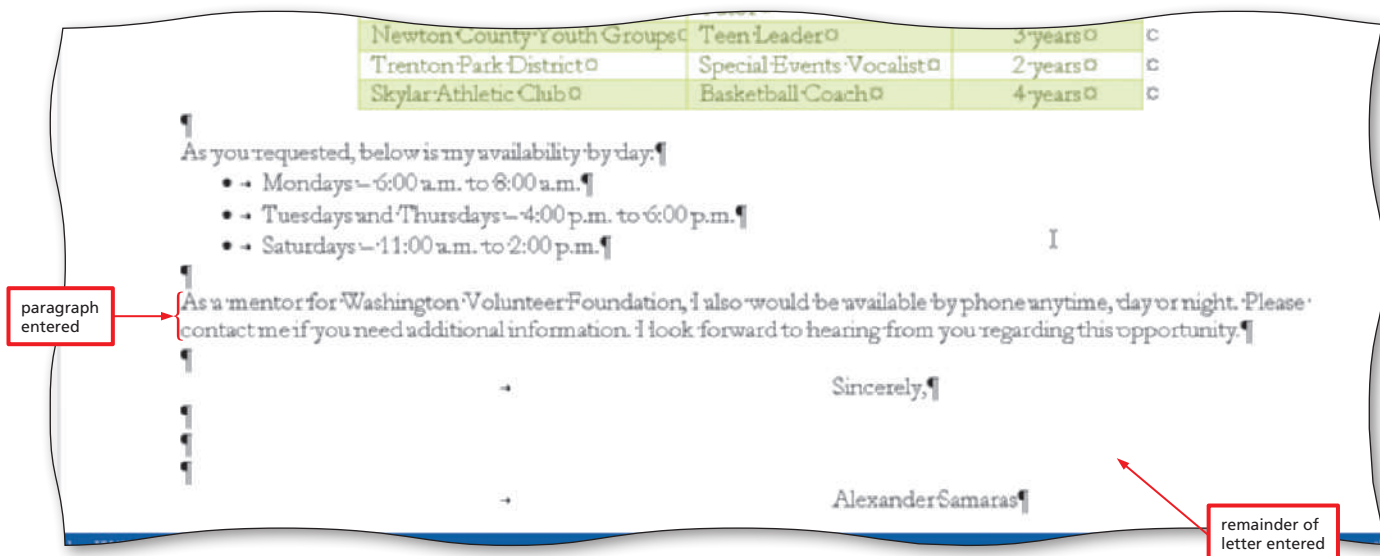 Newton County Youth Groups Teen Leader 3 years
Trenton Park District Special Events Vocalist 2 years
Skylar Athletic Club Basketball Coach 4 years
¶
As you requested, below is my availability by day:¶
• → Mondays – 6:00 a.m. to 8:00 a.m.¶
• → Tuesdays and Thursdays – 4:00 p.m. to 6:00 p.m.¶
• → Saturdays – 11:00 a.m. to 2:00 p.m.¶
¶
paragraph
entered
As a mentor for Washington Volunteer Foundation, I also would be available by phone anytime, day or night. Please
contact me if you need additional information. I look forward to hearing from you regarding this opportunity.¶
¶
→ Sincerely,¶
¶
¶
¶
→ Alexander Samaras¶
remainder of
letter entered